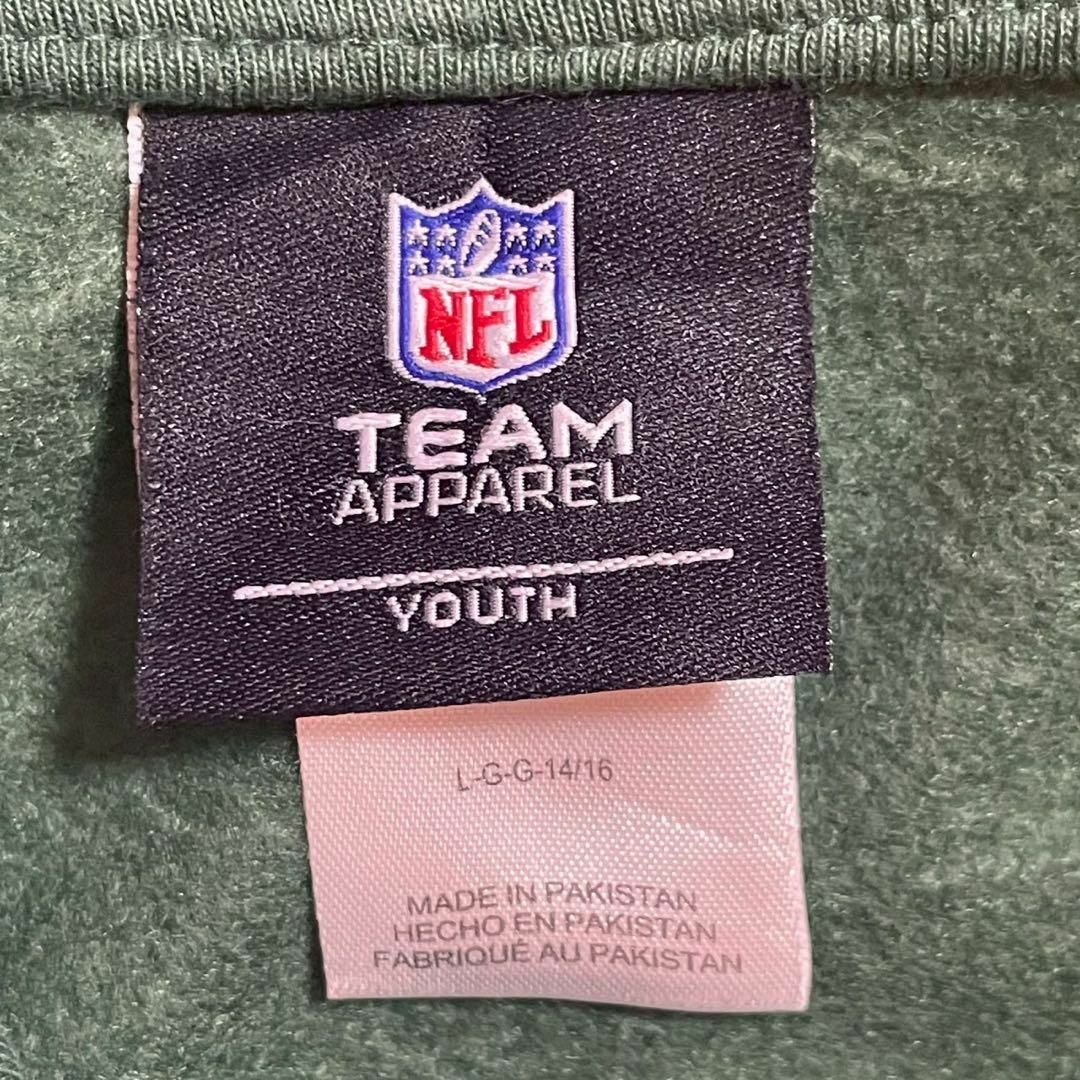 NFL
TEAM
APPAREL
YOUTH
L-G-G-14/16
MADE IN PAKISTAN
HECHO EN PAKISTAN
FABRIQUÉ AU PAKISTAN